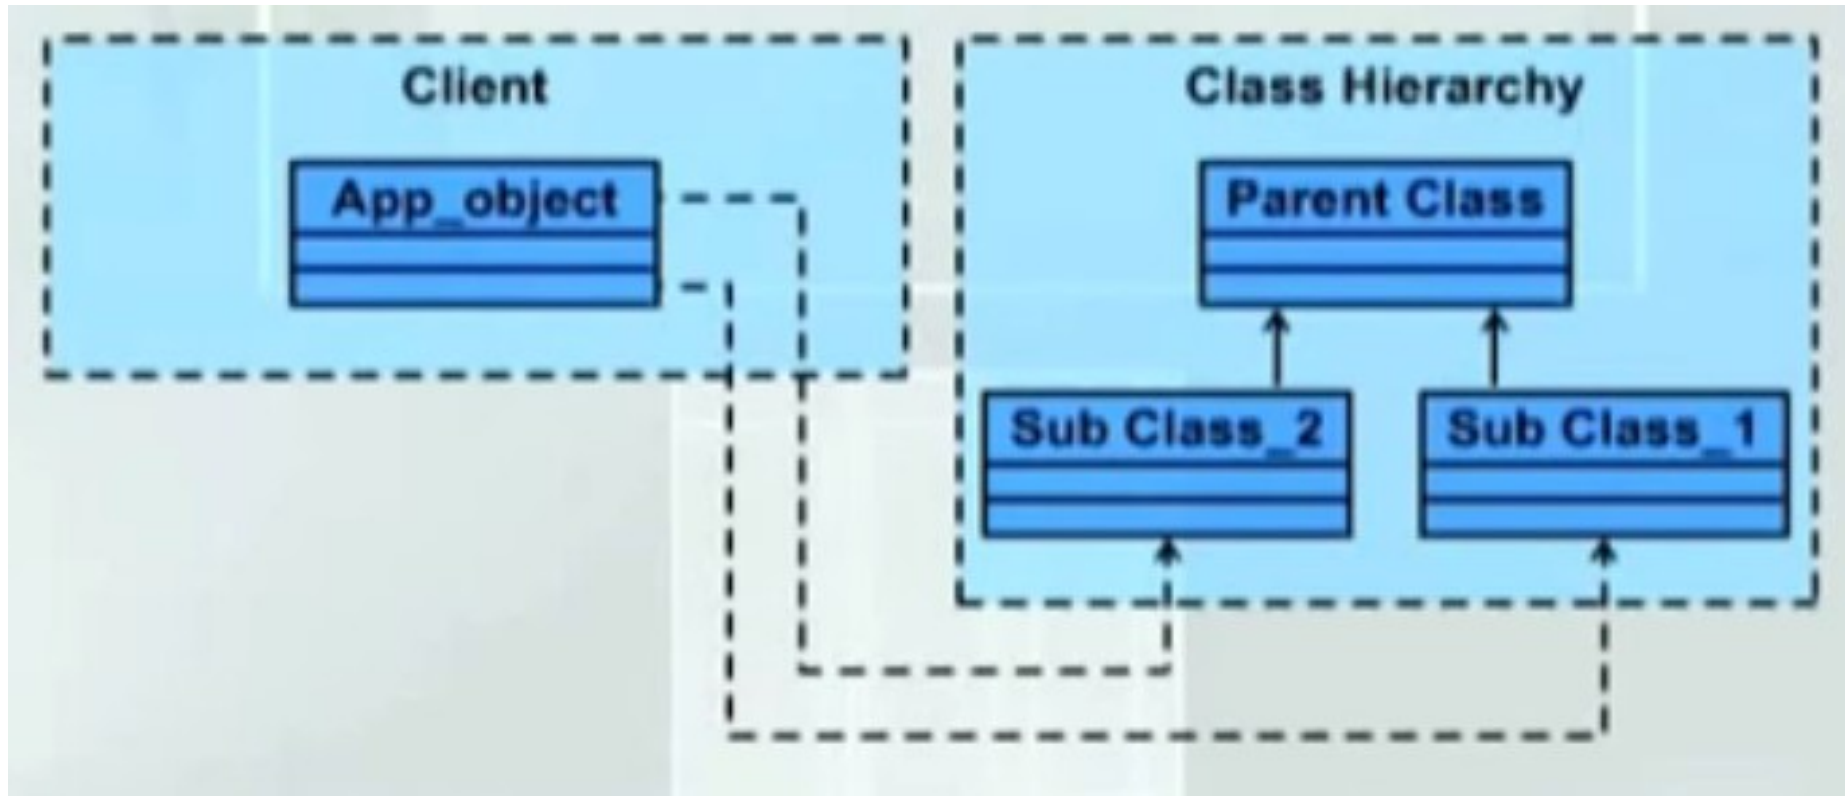 Client
App_object
Class Hierarchy
Parent Class
Sub Class_2
Sub Class_1